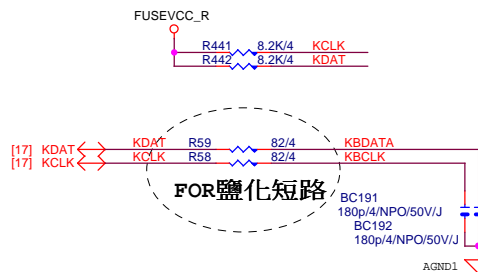 FUSEVCC_R
R441 8.2K/4 KCLK
R442 8.2K/4 KDAT
[17] KDAT KDAT R59 82/4 KBDATA
[17] KCLK KCLK R58 82/4 KBCLK
FOR鹽化短路
BC191
180p/4/NPO/50V/J
BC192
180p/4/NPO/50V/J
AGND1